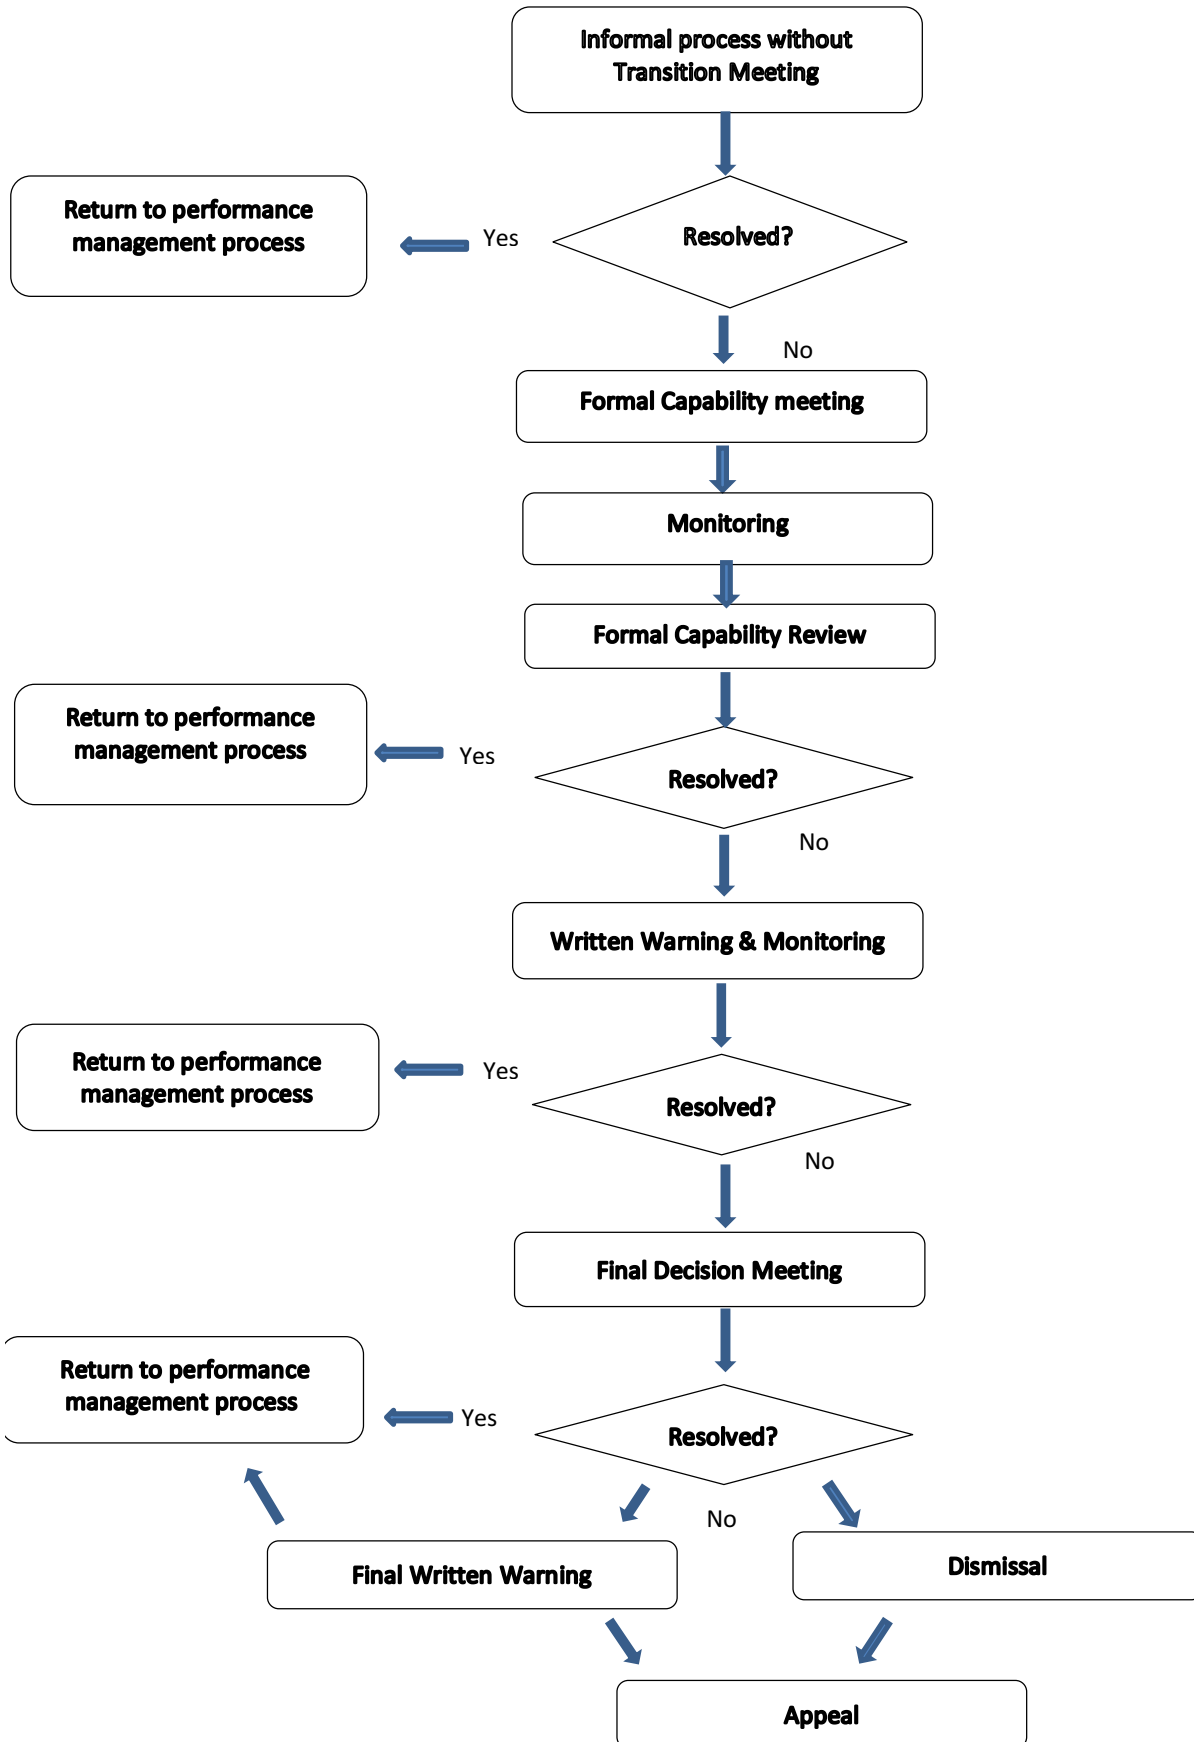 Informal process without
Transition Meeting
Return to performance
management process
Yes
Resolved?
No
Formal Capability meeting
Monitoring
Formal Capability Review
Return to performance
management process
Yes
Resolved?
No
Written Warning & Monitoring
Return to performance
management process
Yes
Resolved?
No
Final Decision Meeting
Return to performance
management process
Yes
Resolved?
No
Final Written Warning
Dismissal
Appeal